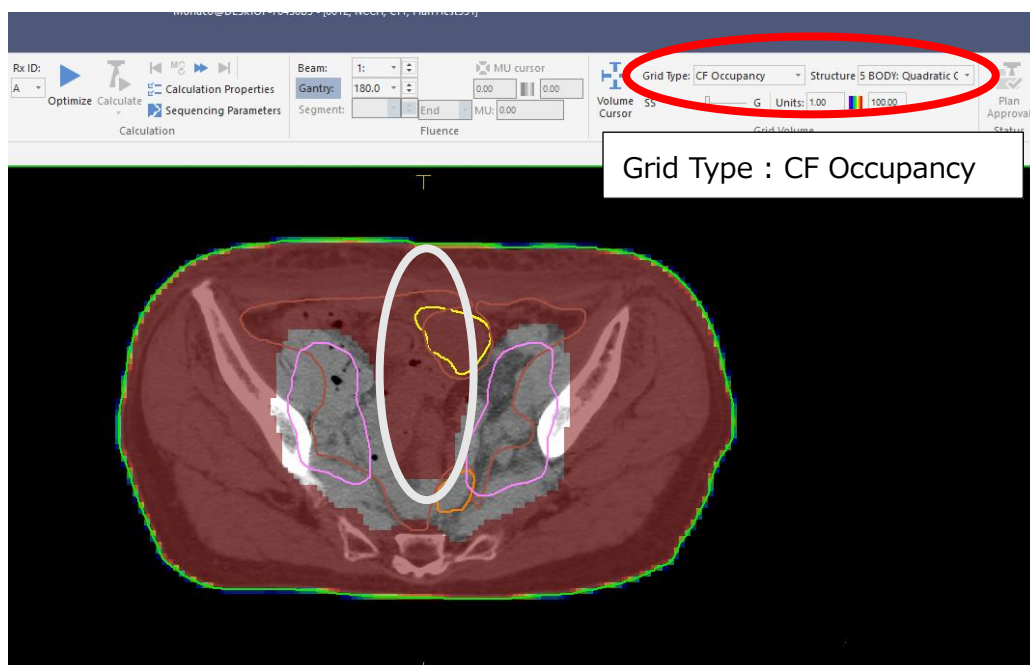 Rx ID:
A
Optimize
Calculate
Calculation Properties
Sequencing Parameters
Calculation
Beam:
1:
Gantry:
180.0
Segment:
End
MU cursor
0.00
0.00
MU: 0.00
Fluence
Volume
Cursor
Grid Type: CF Occupancy
Structure 5 BODY: Quadratic
SS
G
Units: 1.00
100.00
Grid Volume
Plan
Approval
Status
Grid Type : CF Occupancy
T